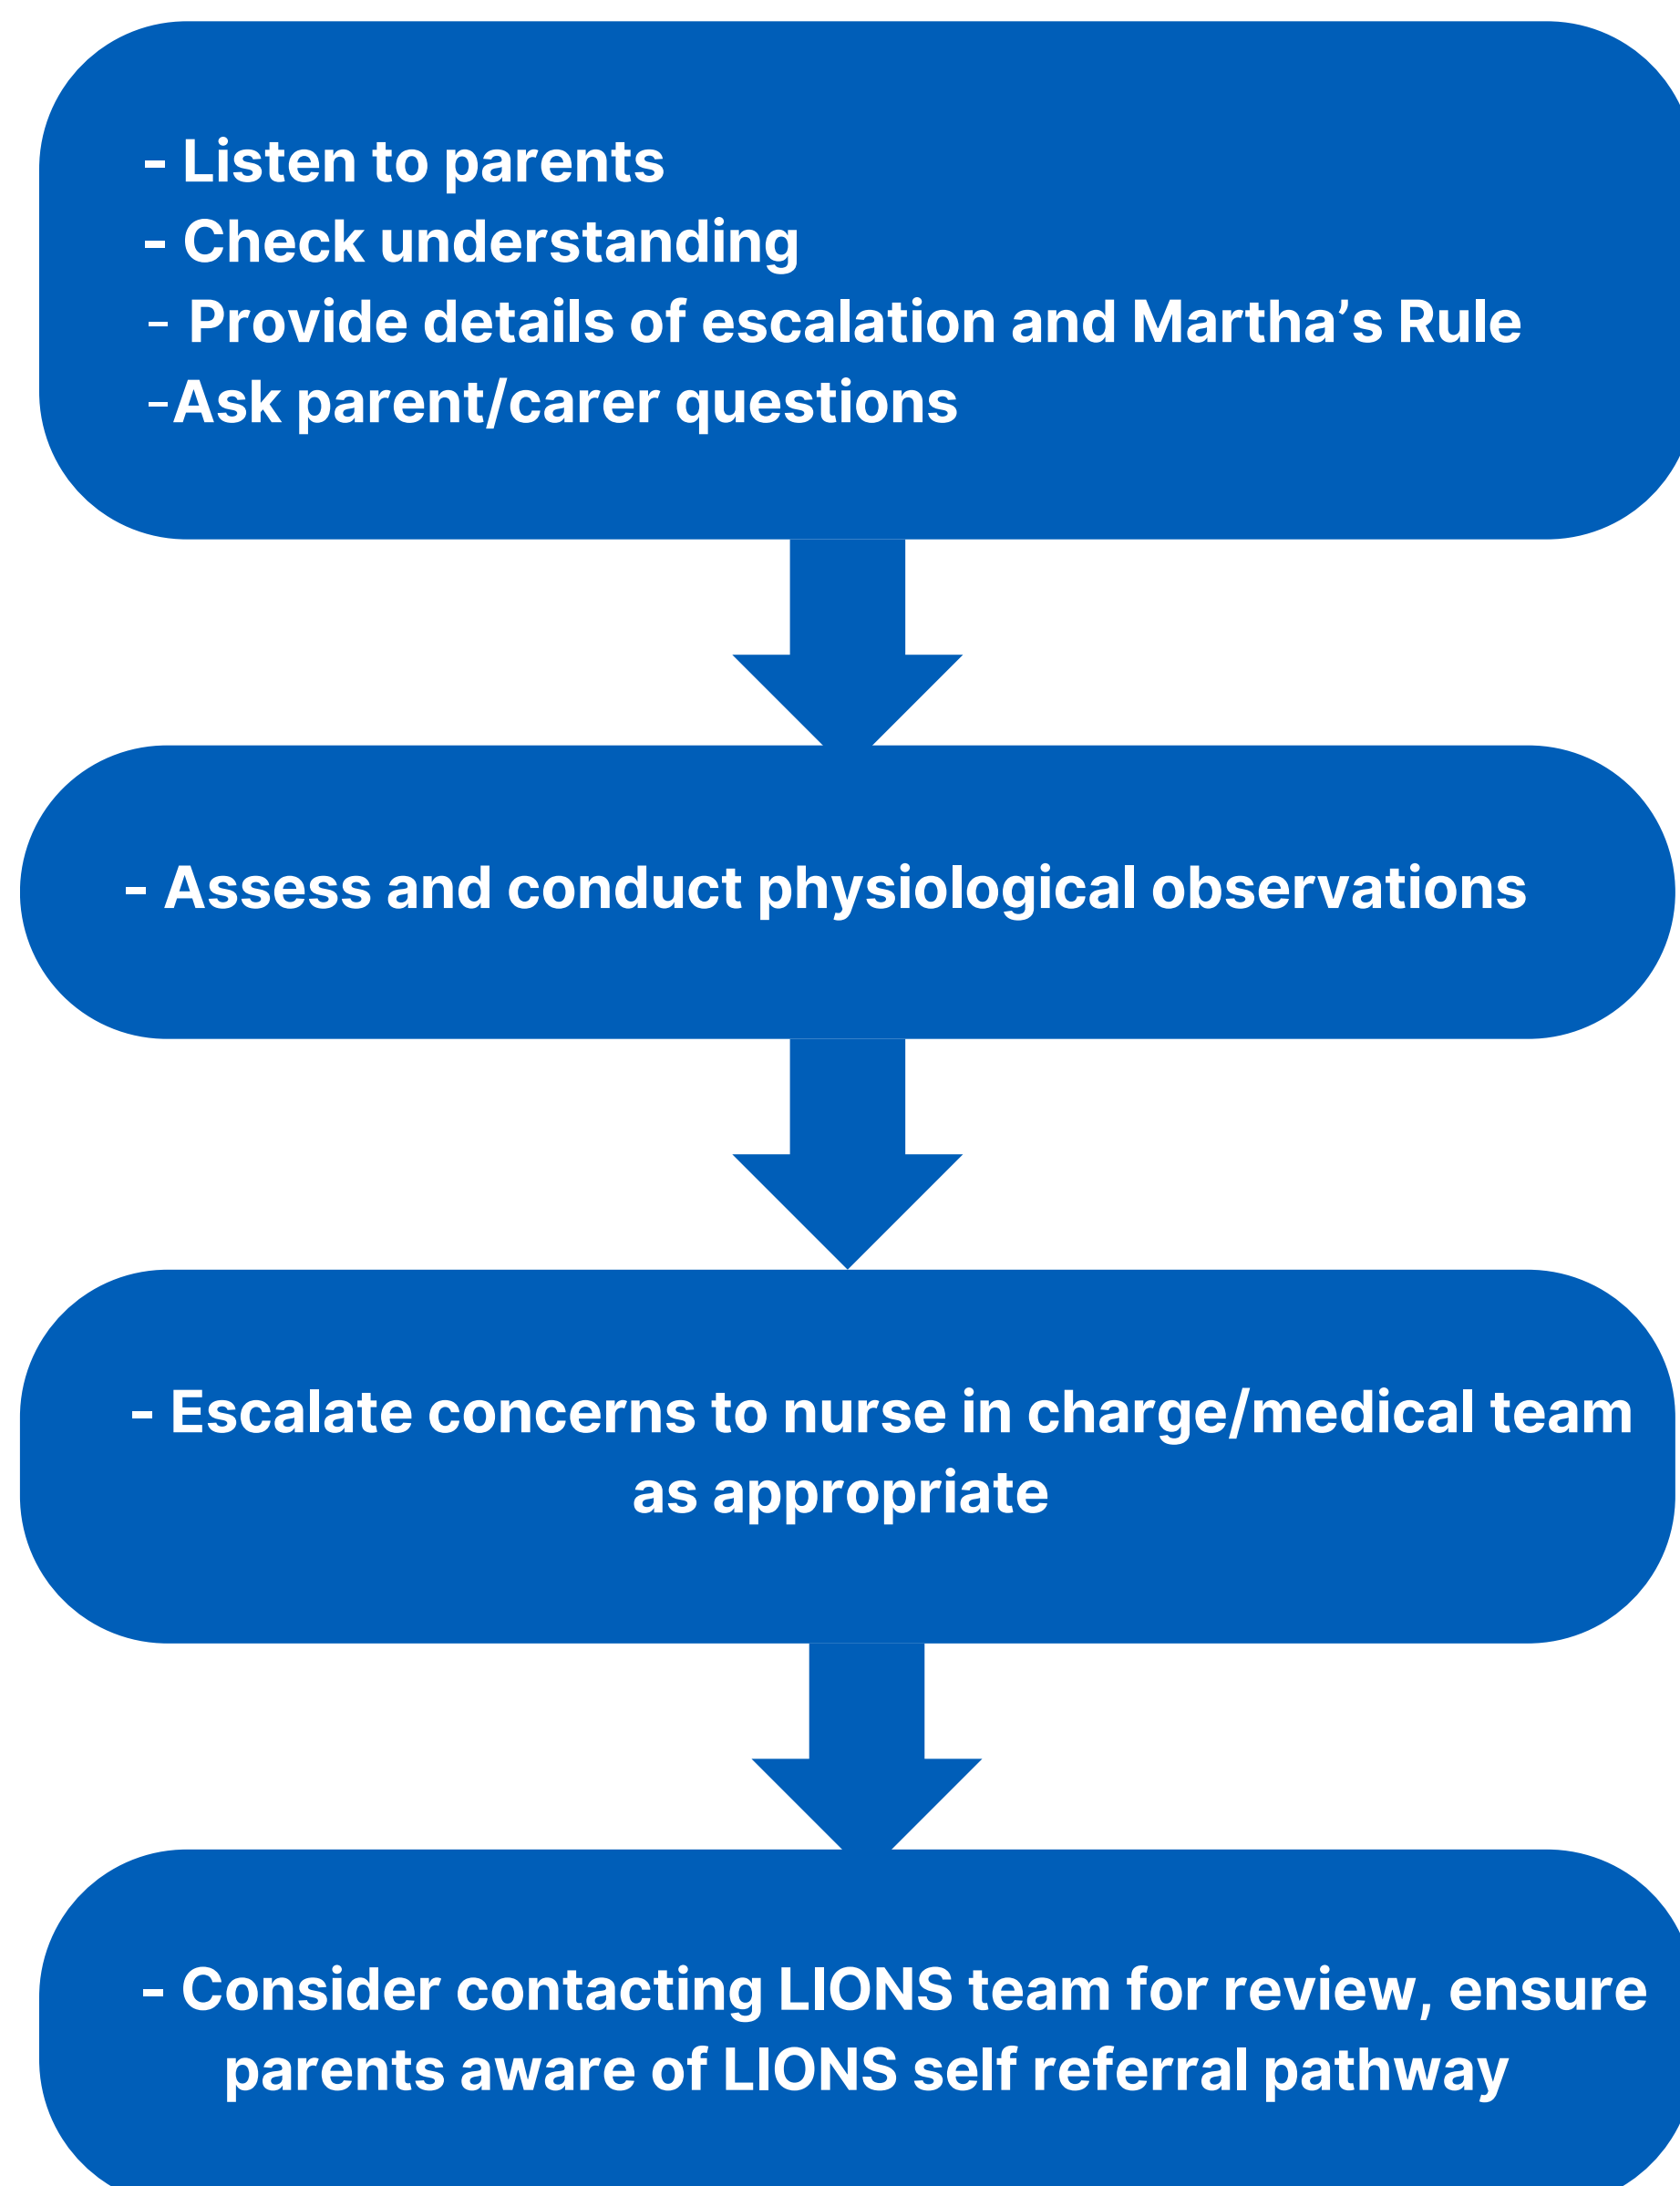 - Listen to parents
- Check understanding
- Provide details of escalation and Martha’s Rule
-Ask parent/carer questions
- Assess and conduct physiological observations
- Escalate concerns to nurse in charge/medical team
as appropriate
- Consider contacting LIONS team for review, ensure
parents aware of LIONS self referral pathway